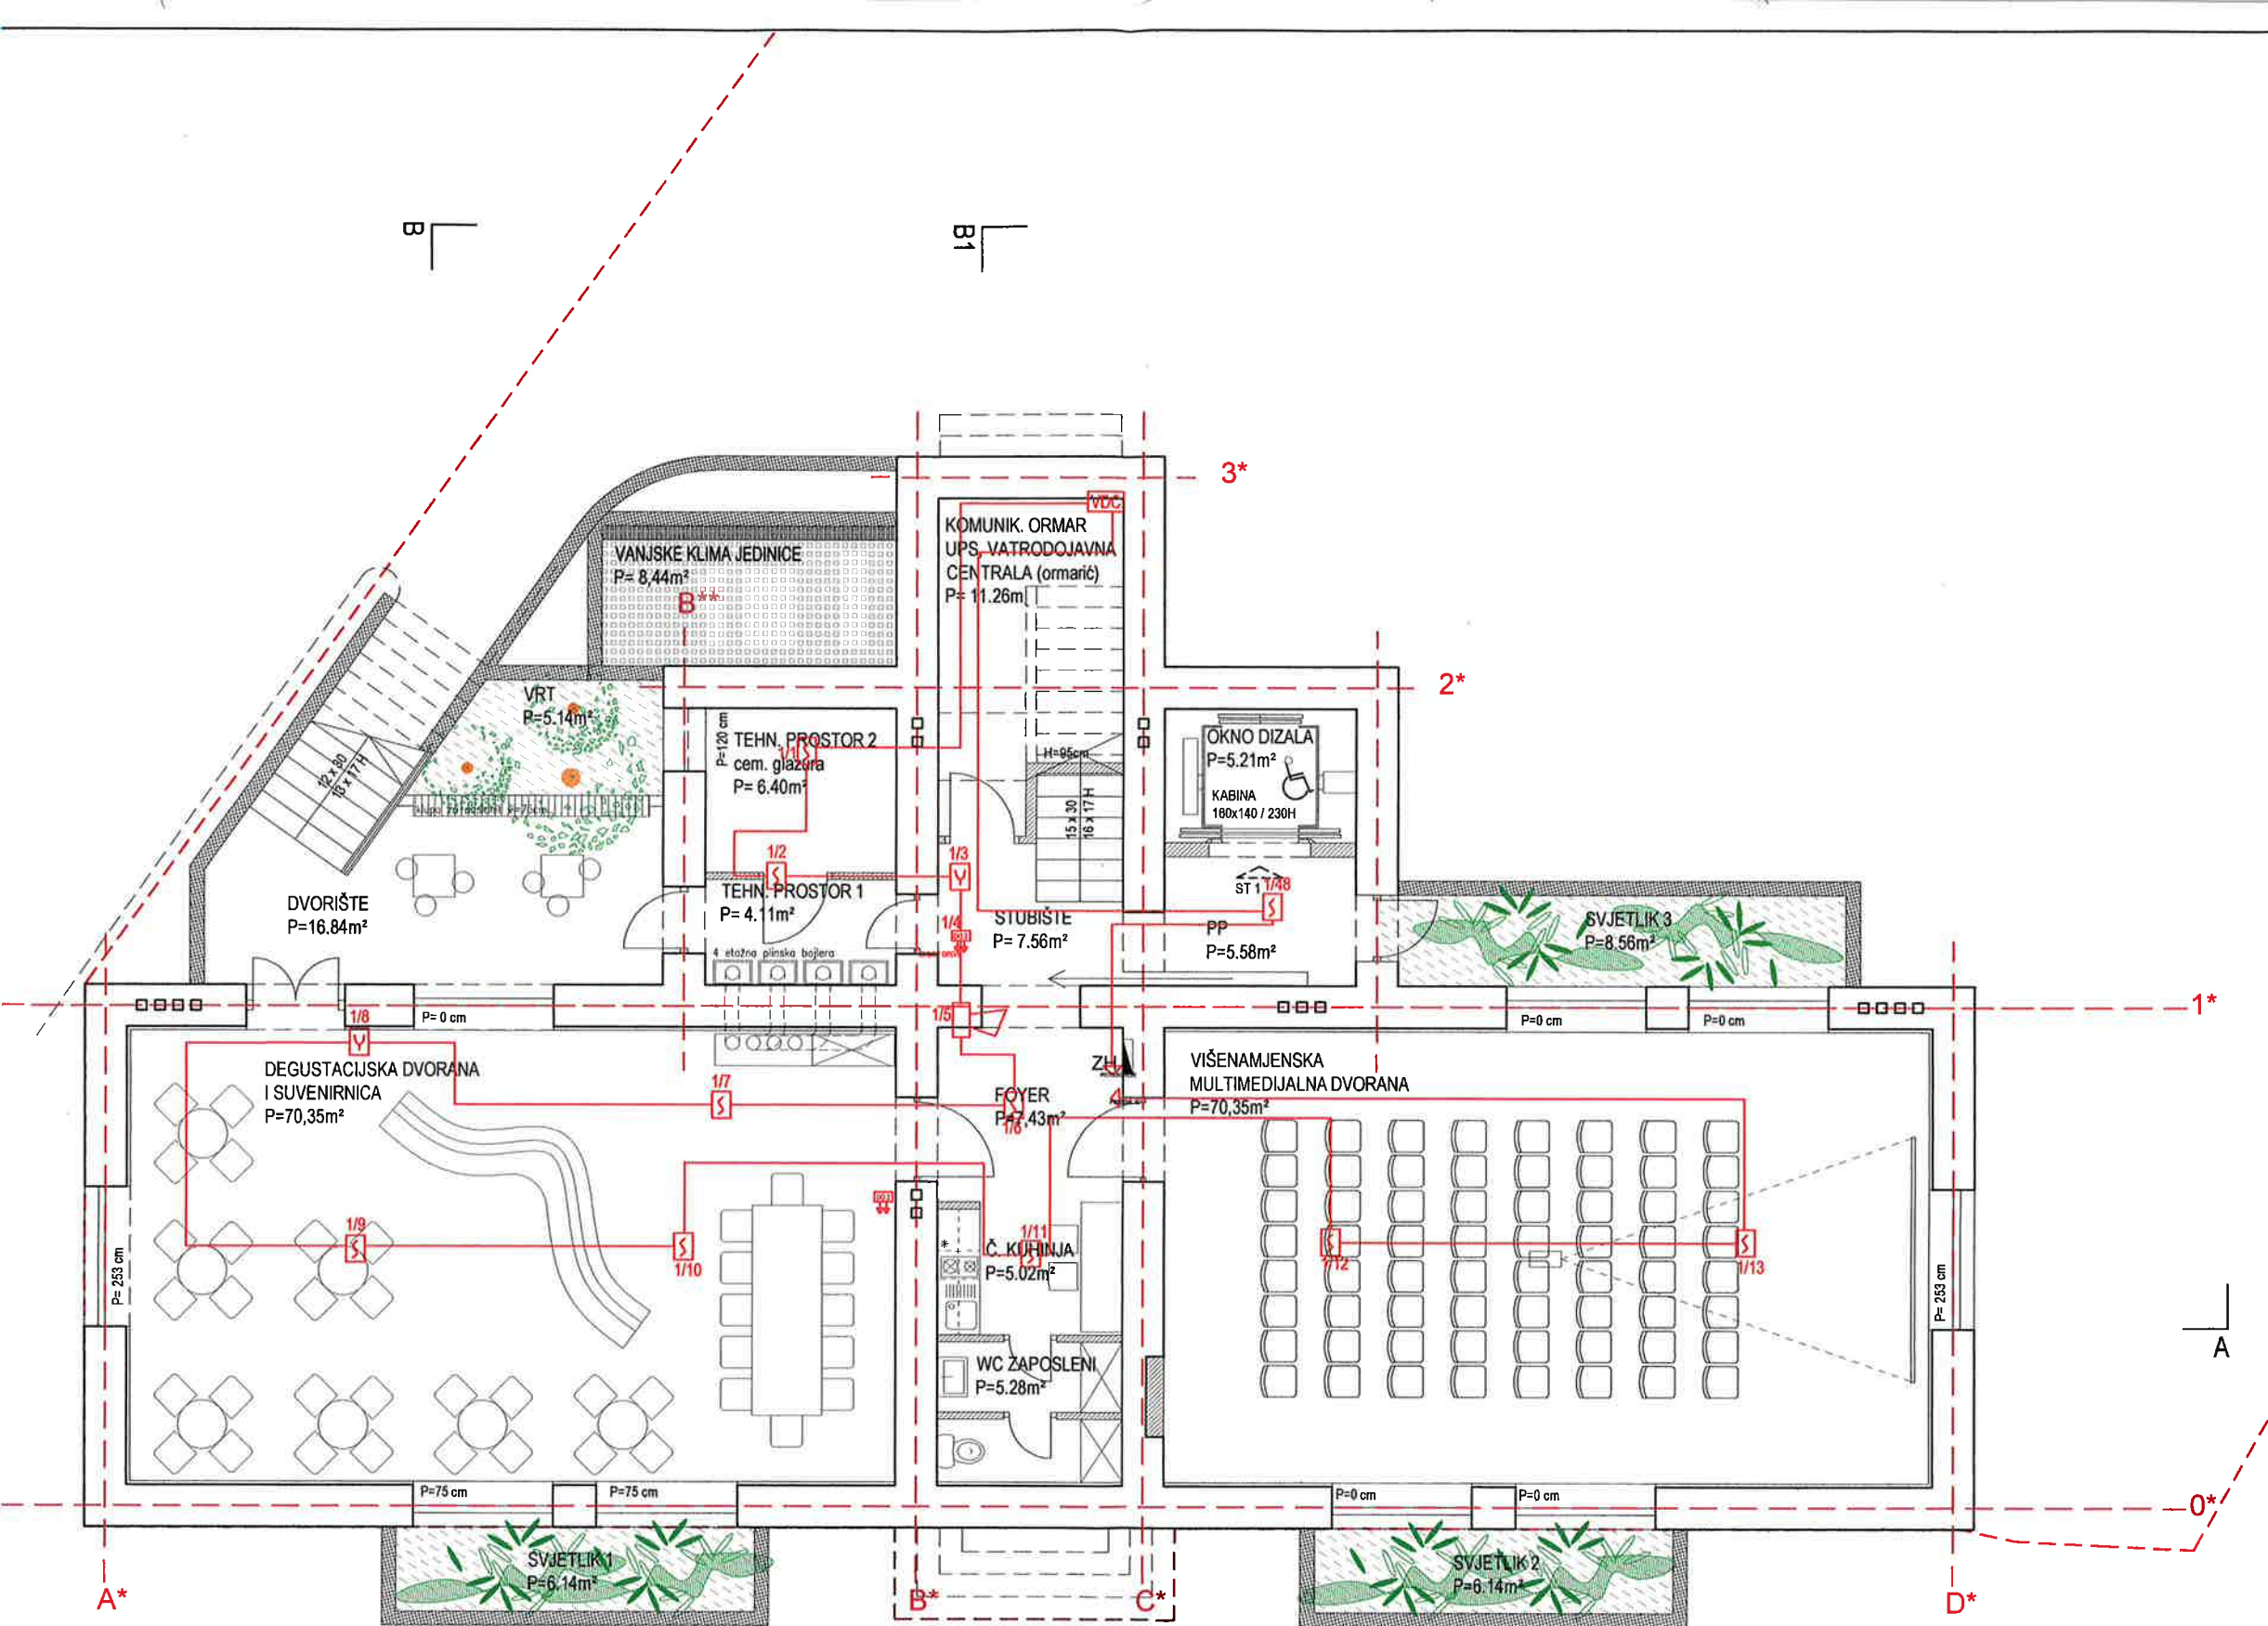 B
B1
3*
VDC
KOMUNIK. ORMAR
UPS, VATRODOJAVNA
CENTRALA (ormarić)
P= 11.26m
VANJSKE KLIMA JEDINICE
P= 8,44m²
B**
2*
VRT
P=5.14m²
12 x 30
13 x 17 H
P=120 cm
TEHN. PROSTOR 2
1/1
cem. glazura
P= 6.40m²
H=95cm
OKNO DIZALA
P=5.21m²
KABINA
160x140 / 230H
15 x 30
16 x 17 H
1/2
1/3
TEHN. PROSTOR 1
P= 4.11m²
ST 1
1/48
DVORIŠTE
P=16.84m²
1/4
STUBIŠTE
P= 7.56m²
PP
P=5.58m²
SVJETLIK 3
P=8.56m²
4 etažna plinska bojlera
1*
1/8
P= 0 cm
1/5
P=0 cm
P=0 cm
DEGUSTACIJSKA DVORANA
I SUVENIRNICA
P=70,35m²
ZH
VIŠENAMJENSKA
MULTIMEDIJALNA DVORANA
P=70,35m²
1/7
FOYER
P=7,43m²
1/6
1/9
1/10
P= 253 cm
1/11
Č. KUHINJA
P=5.02m²
1/12
1/13
P= 253 cm
A
WC ZAPOSLENI
P=5.28m²
P=75 cm
P=75 cm
P=0 cm
P=0 cm
0*
SVJETLIK 1
P=6.14m²
SVJETLIK 2
P=6.14m²
A*
B*
C*
D*